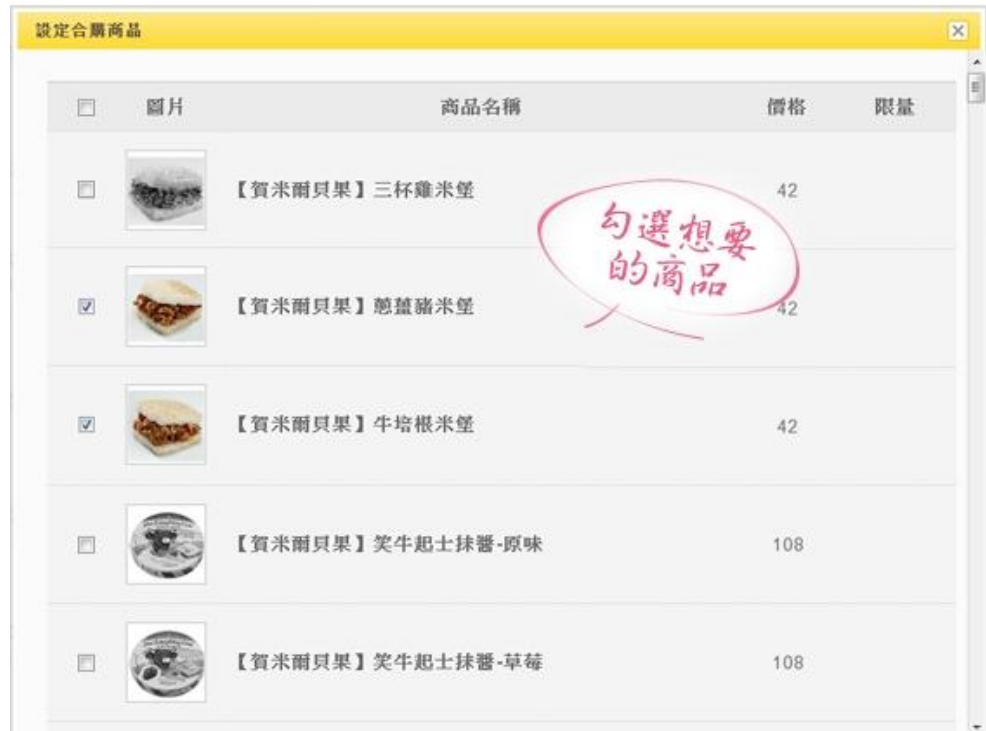 設定合購商品
圖片 商品名稱 價格 限量
【賀米爾貝果】三杯雞米堡 42
勾選想要
的商品
【賀米爾貝果】蔥薑豬米堡 42
【賀米爾貝果】牛培根米堡 42
【賀米爾貝果】笑牛起士抹醬-原味 108
【賀米爾貝果】笑牛起士抹醬-草莓 108